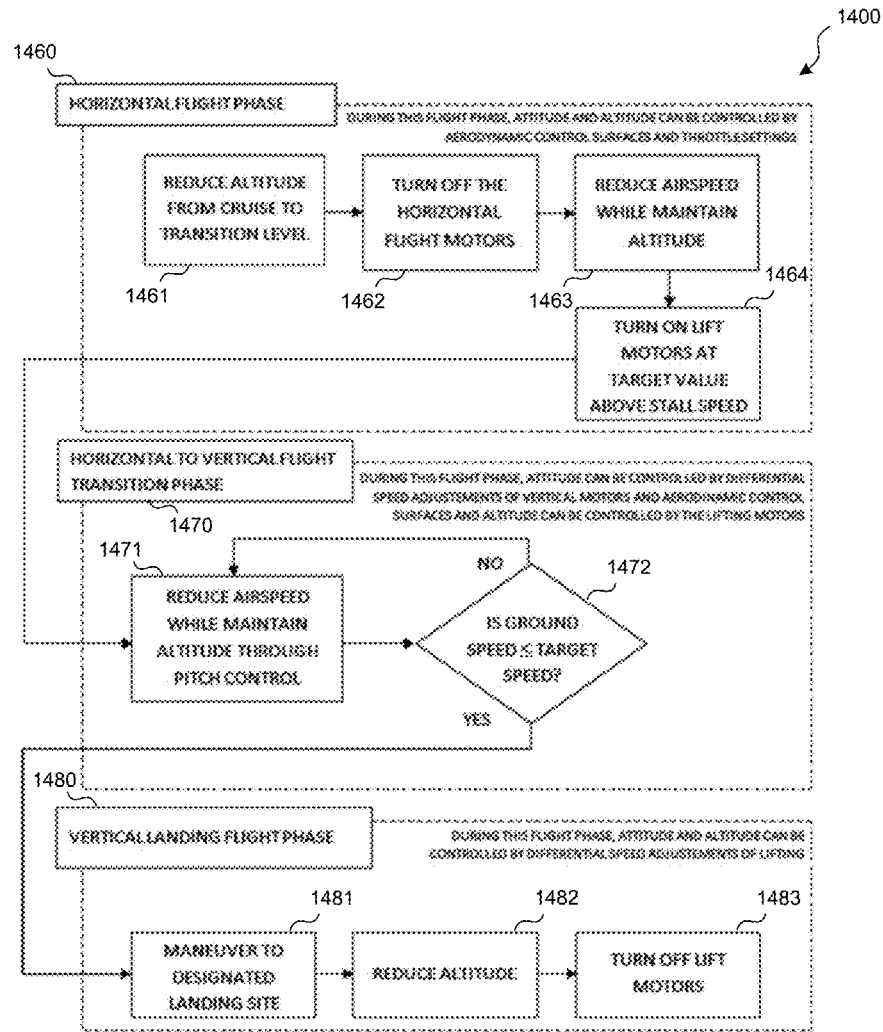 1400
1460
HORIZONTAL FLIGHT PHASE
DURING THIS FLIGHT PHASE, ATTITUDE AND ALTITUDE CAN BE CONTROLLED BY
AERODYNAMIC CONTROL SURFACES AND THROTTLE SETTINGS
REDUCE ALTITUDE
FROM CRUISE TO
TRANSITION LEVEL
1461
TURN OFF THE
HORIZONTAL
FLIGHT MOTORS
1462
REDUCE AIRSPEED
WHILE MAINTAIN
ALTITUDE
1463
1464
TURN ON LIFT
MOTORS AT
TARGET VALUE
ABOVE STALL SPEED
HORIZONTAL TO VERTICAL FLIGHT
TRANSITION PHASE
1470
DURING THIS FLIGHT PHASE, ATTITUDE CAN BE CONTROLLED BY DIFFERENTIAL
SPEED ADJUSTEMENTS OF VERTICAL MOTORS AND AERODINAMIC CONTROL
SURFACES AND ALTITUDE CAN BE CONTROLLED BY THE LIFTING MOTORS
1471
REDUCE AIRSPEED
WHILE MAINTAIN
ALTITUDE THROUGH
PITCH CONTROL
NO
1472
IS GROUND
SPEED ≤ TARGET
SPEED?
YES
1480
VERTICAL LANDING FLIGHT PHASE
DURING THIS FLIGHT PHASE, ATTITUDE AND ALTITUDE CAN BE
CONTROLLED BY DIFFERENTIAL SPEED ADJUSTEMENTS OF LIFTING
1481
MANEUVER TO
DESIGNATED
LANDING SITE
1482
REDUCE ALTITUDE
1483
TURN OFF LIFT
MOTORS